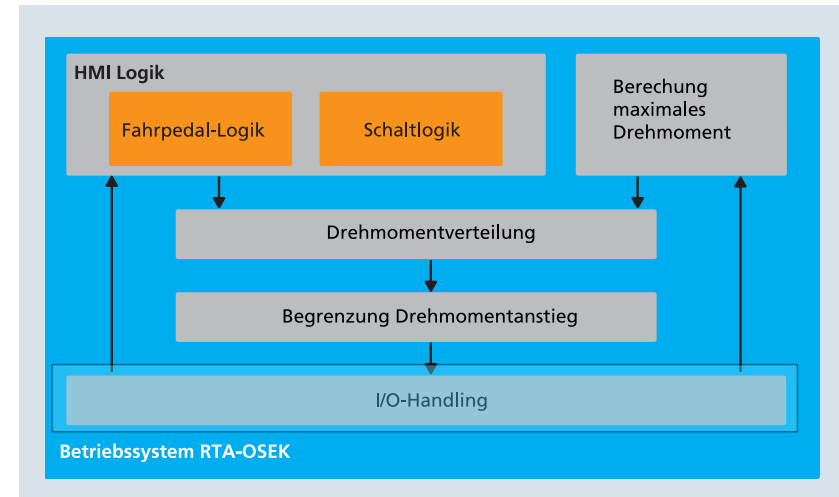 HMI Logik
Fahrpedal-Logik
Schaltlogik
Berechung
maximales
Drehmoment
Drehmomentverteilung
Begrenzung Drehmomentanstieg
I/O-Handling
Betriebssystem RTA-OSEK